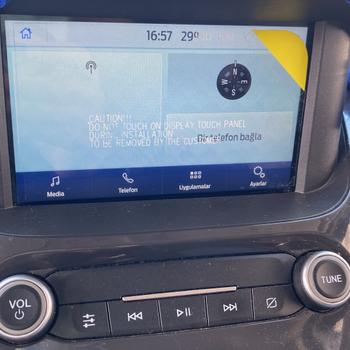 16:57 29°
N
W E
S
CAUTION!!!
DO NOT TOUCH ON DISPLAY TOUCH PANEL
DURING INSTALLATION
TO BE REMOVED BY THE CUSTOMER
Bir telefon bağla
Media
Telefon
Uygulamalar
Ayarlar
VOL
TUNE